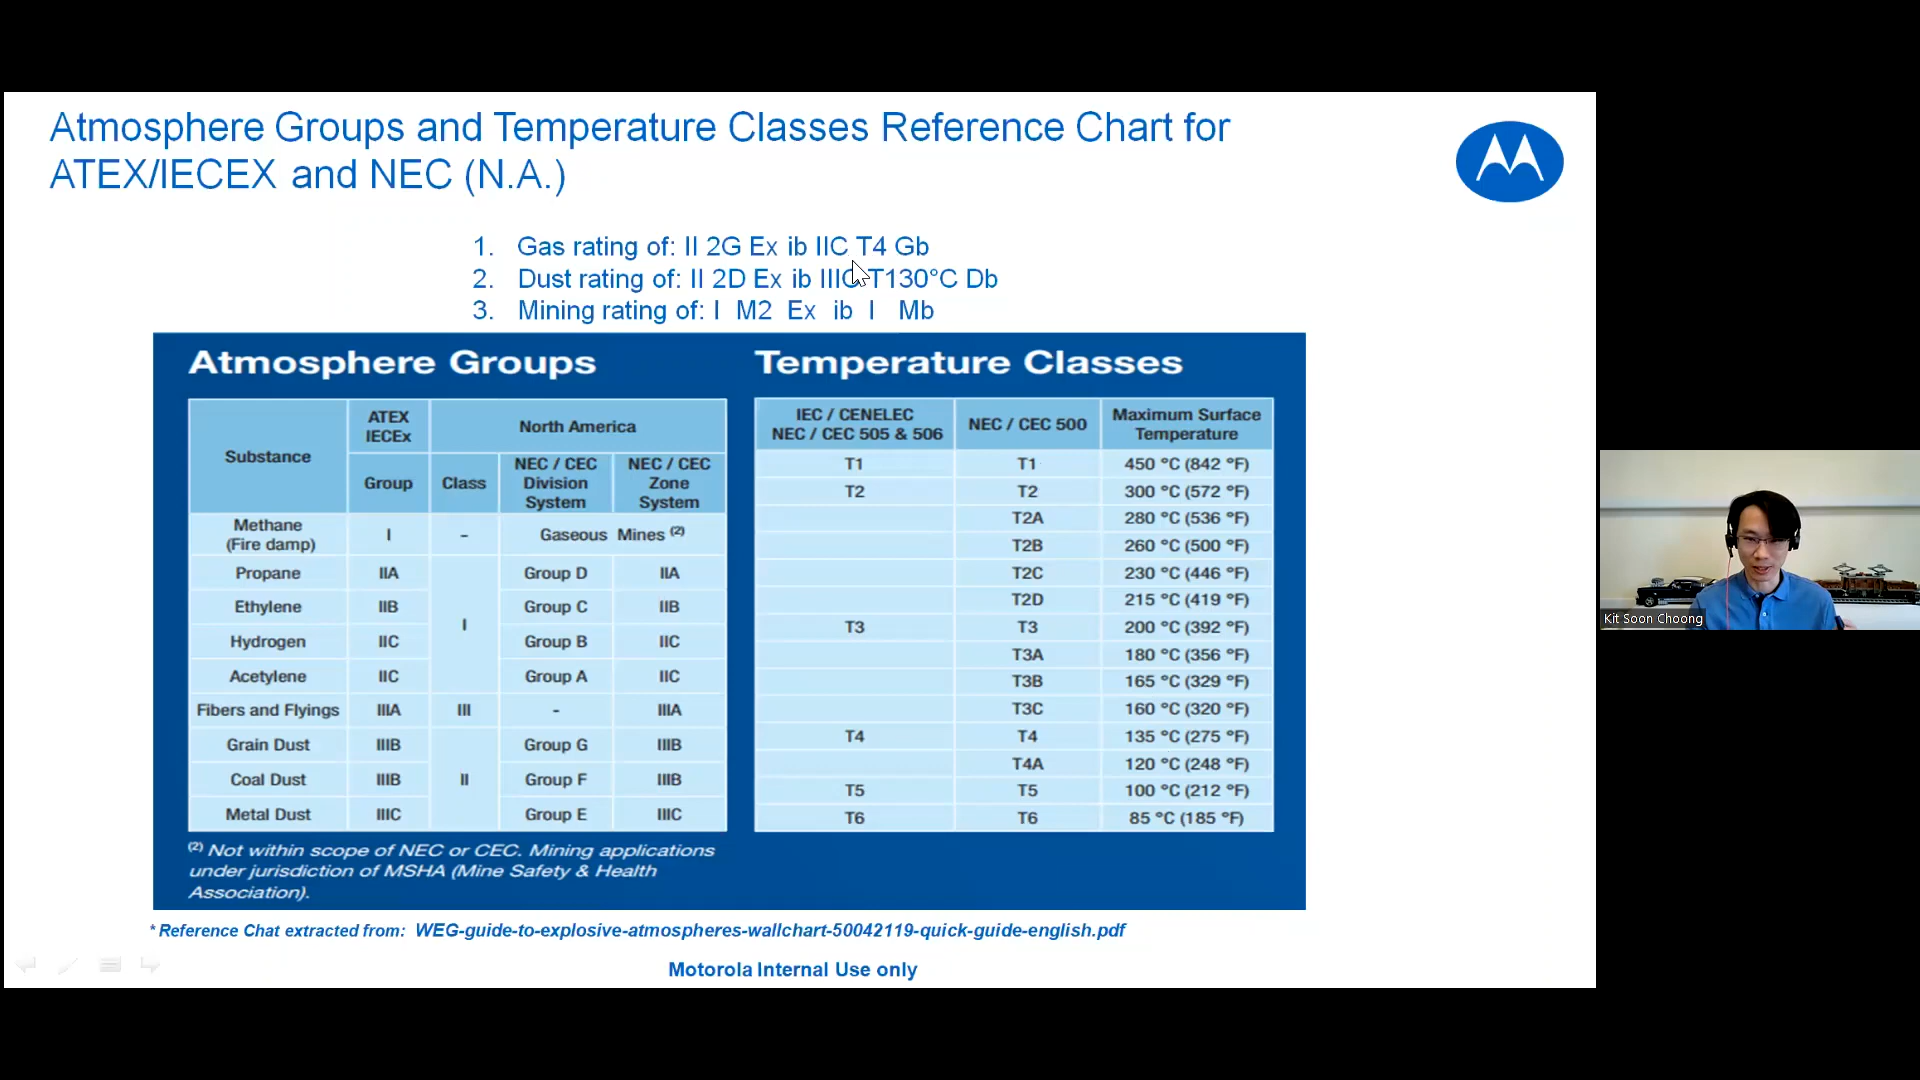 Atmosphere Groups and Temperature Classes Reference Chart for
ATEX/IECEX and NEC (N.A.)
1. Gas rating of: II 2G Ex ib IIC T4 Gb
2. Dust rating of: II 2D Ex ib IIIC T130°C Db
3. Mining rating of: I M2 Ex ib I Mb
Atmosphere Groups
Substance
ATEX
IECEx
North America
Group
Class
NEC / CEC
Division
System
NEC / CEC
Zone
System
Methane
(Fire damp) I - Gaseous Mines (2)
Propane IIA Group D IIA
Ethylene IIB Group C IIB
I
Hydrogen IIC Group B IIC
Acetylene IIC Group A IIC
Fibers and Flyings IIIA III - IIIA
Grain Dust IIIB Group G IIIB
Coal Dust IIIB II Group F IIIB
Metal Dust IIIC Group E IIIC
(2) Not within scope of NEC or CEC. Mining applications
under jurisdiction of MSHA (Mine Safety & Health
Association).
Temperature Classes
IEC / CENELEC
NEC / CEC 505 & 506
NEC / CEC 500
Maximum Surface
Temperature
T1 T1 450 °C (842 °F)
T2 T2 300 °C (572 °F)
T2A 280 °C (536 °F)
T2B 260 °C (500 °F)
T2C 230 °C (446 °F)
T2D 215 °C (419 °F)
T3 T3 200 °C (392 °F)
T3A 180 °C (356 °F)
T3B 165 °C (329 °F)
T3C 160 °C (320 °F)
T4 T4 135 °C (275 °F)
T4A 120 °C (248 °F)
T5 T5 100 °C (212 °F)
T6 T6 85 °C (185 °F)
* Reference Chat extracted from: WEG-guide-to-explosive-atmospheres-wallchart-50042119-quick-guide-english.pdf
Motorola Internal Use only
Kit Soon Choong